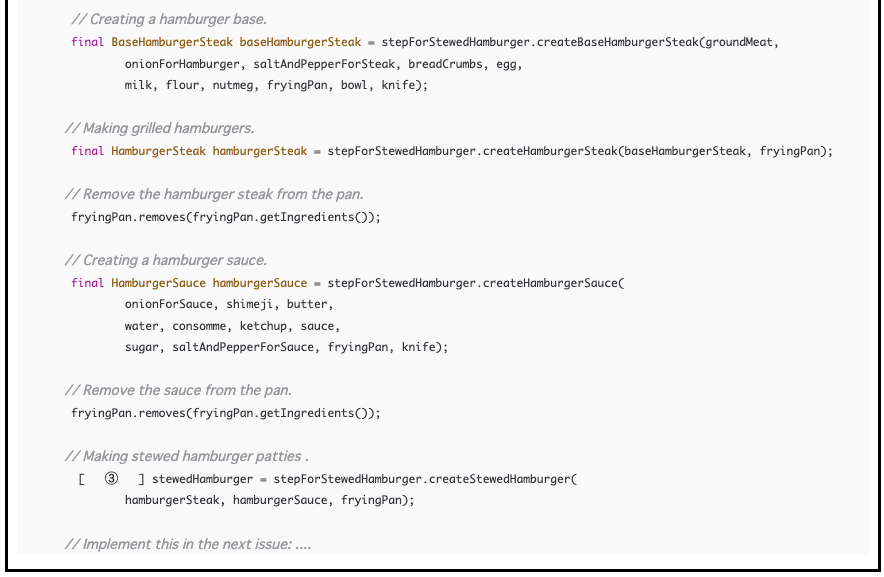 // Creating a hamburger base.
final BaseHamburgerSteak baseHamburgerSteak = stepForStewedHamburger.createBaseHamburgerSteak(groundMeat,
onionForHamburger, saltAndPepperForSteak, breadCrumbs, egg,
milk, flour, nutmeg, fryingPan, bowl, knife);
// Making grilled hamburgers.
final HamburgerSteak hamburgerSteak = stepForStewedHamburger.createHamburgerSteak(baseHamburgerSteak, fryingPan);
// Remove the hamburger steak from the pan.
fryingPan.removes(fryingPan.getIngredients());
// Creating a hamburger sauce.
final HamburgerSauce hamburgerSauce = stepForStewedHamburger.createHamburgerSauce(
onionForSauce, shimeji, butter,
water, consomme, ketchup, sauce,
sugar, saltAndPepperForSauce, fryingPan, knife);
// Remove the sauce from the pan.
fryingPan.removes(fryingPan.getIngredients());
// Making stewed hamburger patties .
[ ③ ] stewedHamburger = stepForStewedHamburger.createStewedHamburger(
hamburgerSteak, hamburgerSauce, fryingPan);
// Implement this in the next issue: ....